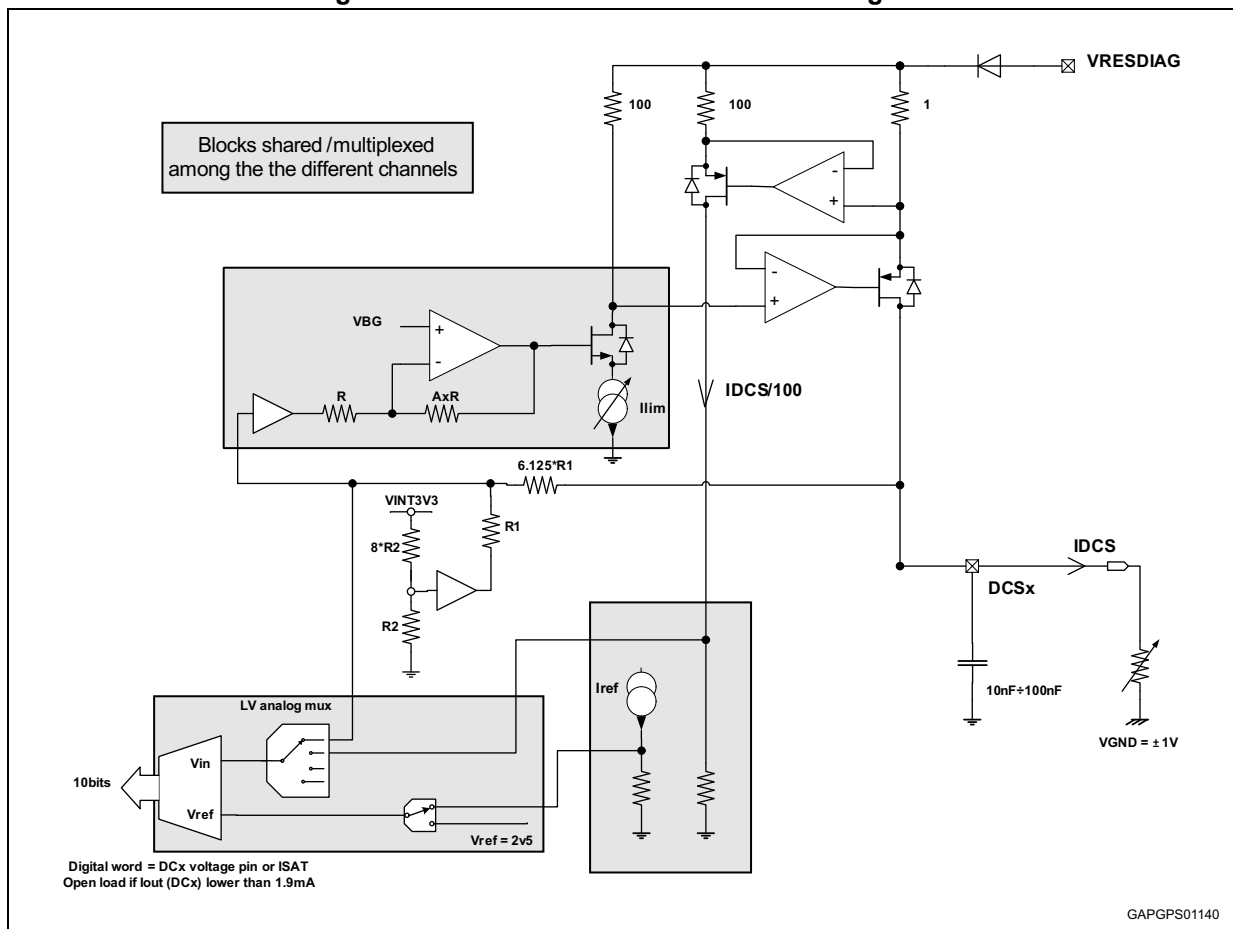 VRESDIAG
100
100
1
Blocks shared /multiplexed
among the the different channels
-
+
-
+
VBG
+
-
R
AxR
Ilim
IDCS/100
6.125*R1
VINT3V3
R1
8*R2
R2
IDCS
DCSx
10nF÷100nF
VGND = ± 1V
Iref
LV analog mux
Vin
10bits
Vref
Vref = 2v5
Digital word = DCx voltage pin or ISAT
Open load if Iout (DCx) lower than 1.9mA
GAPGPS01140